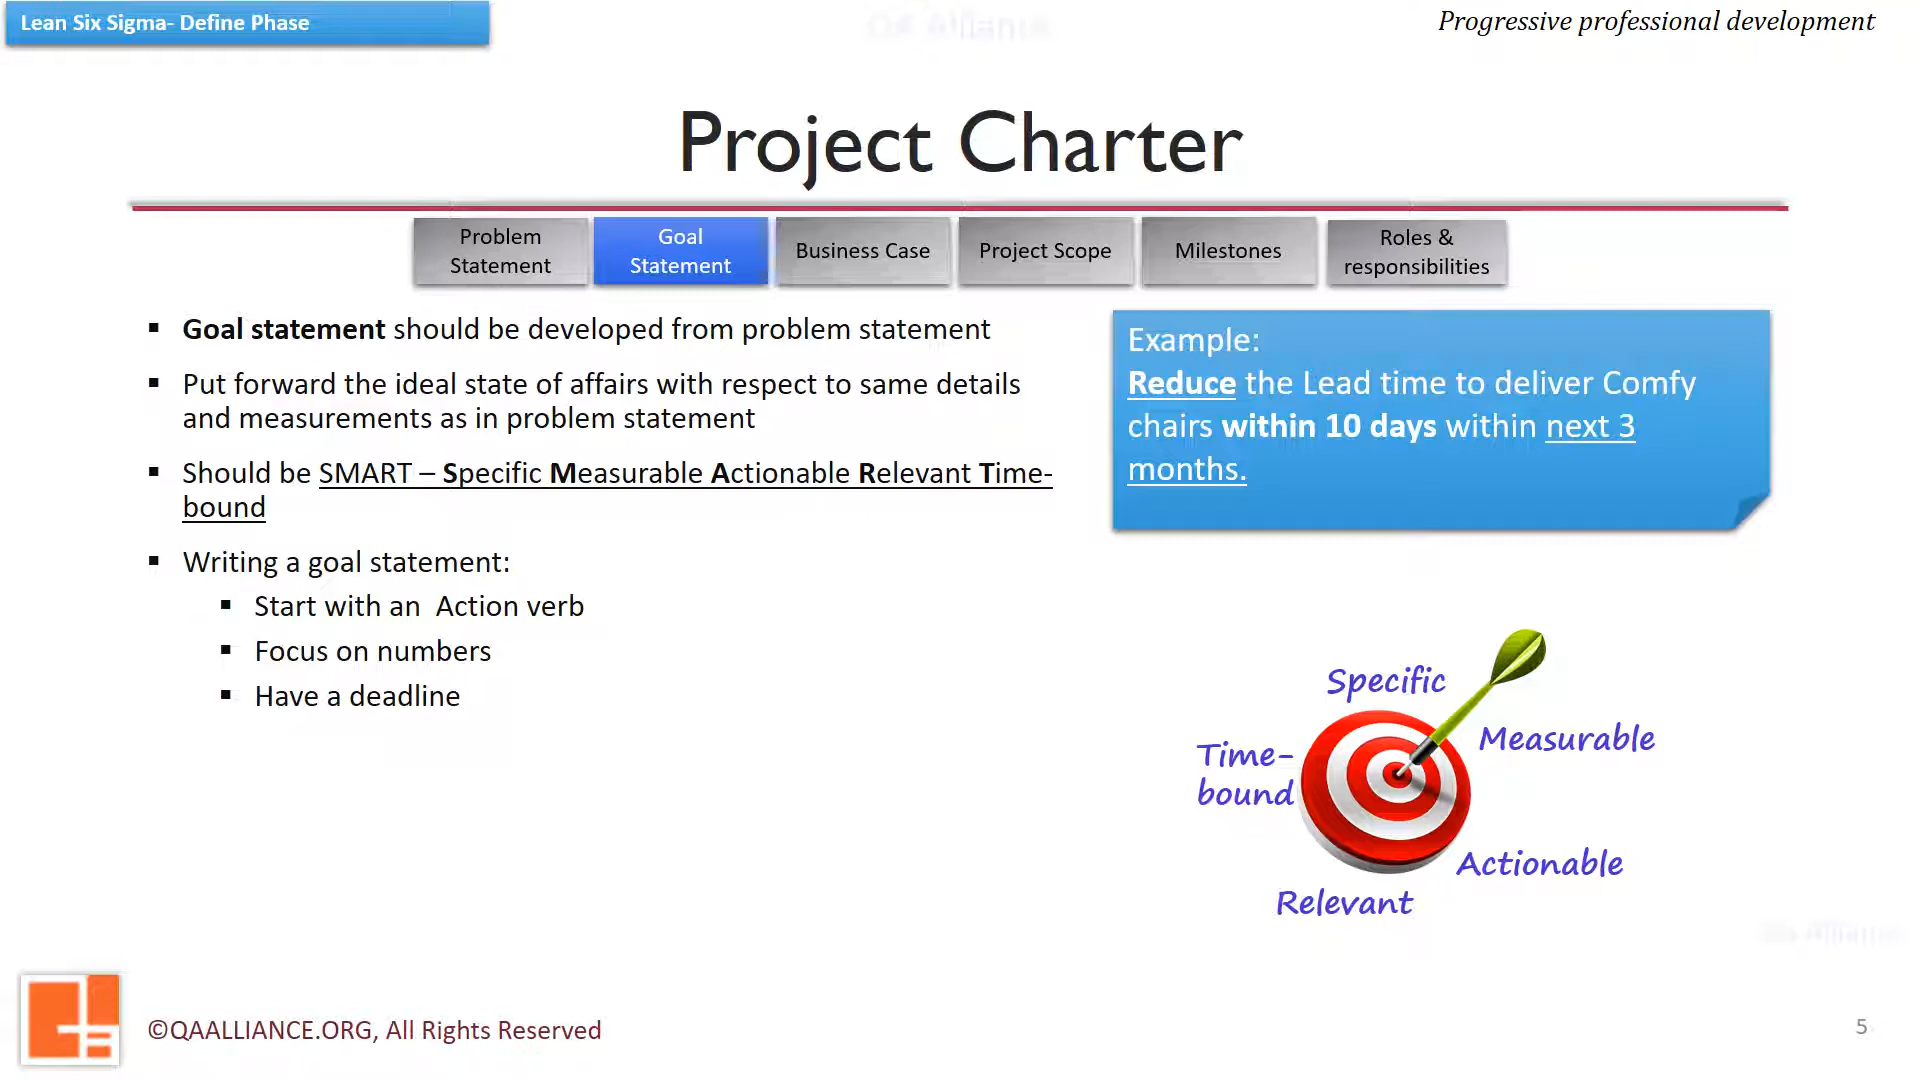 Lean Six Sigma- Define Phase
QA Alliance
Progressive professional development
Project Charter
Problem
Statement
Goal
Statement
Business Case
Project Scope
Milestones
Roles &
responsibilities
▪ Goal statement should be developed from problem statement
▪ Put forward the ideal state of affairs with respect to same details
and measurements as in problem statement
▪ Should be SMART – Specific Measurable Actionable Relevant Time-
bound
▪ Writing a goal statement:
▪ Start with an  Action verb
▪ Focus on numbers
▪ Have a deadline
Example:
Reduce the Lead time to deliver Comfy
chairs within 10 days within next 3
months.
Specific
Measurable
Time-
bound
Actionable
Relevant
QA Alliance
©QAALLIANCE.ORG, All Rights Reserved
5